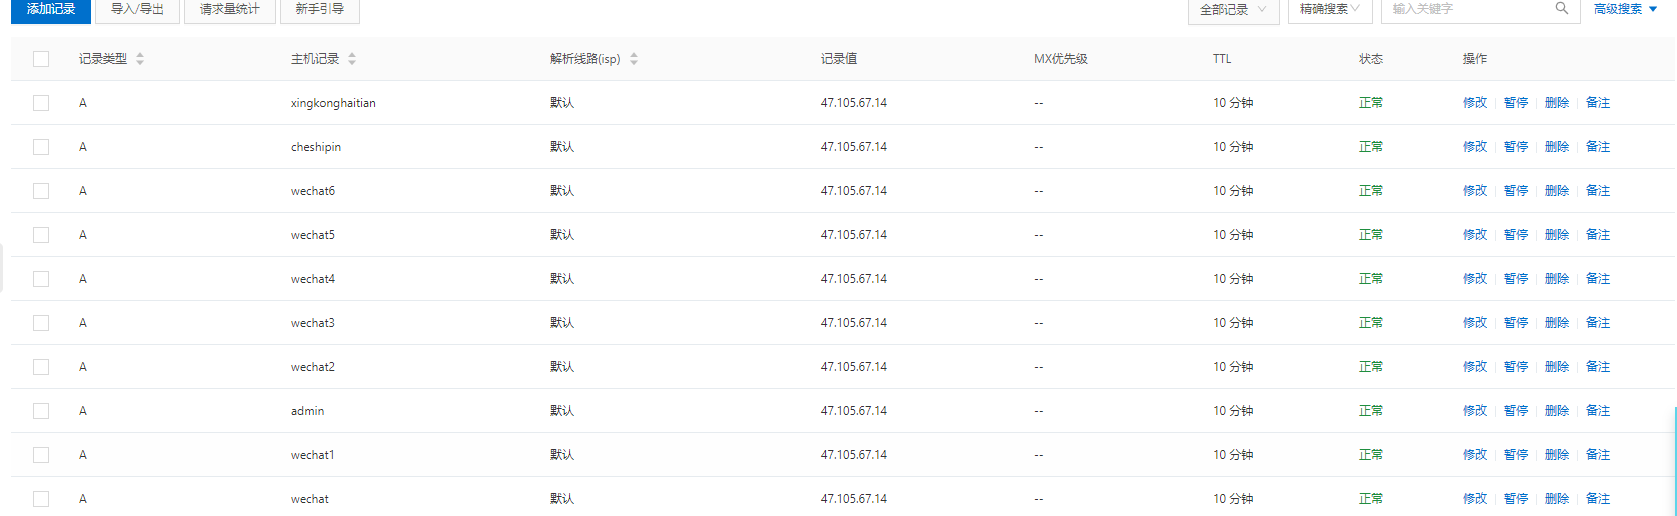 添加记录 导入/导出 请求量统计 新手引导 全部记录 精确搜索 输入关键字 高级搜索
记录类型 主机记录 解析线路(isp) 记录值 MX优先级 TTL 状态 操作
A xingkonghaitian 默认 47.105.67.14 -- 10 分钟 正常 修改 暂停 删除 备注
A cheshipin 默认 47.105.67.14 -- 10 分钟 正常 修改 暂停 删除 备注
A wechat6 默认 47.105.67.14 -- 10 分钟 正常 修改 暂停 删除 备注
A wechat5 默认 47.105.67.14 -- 10 分钟 正常 修改 暂停 删除 备注
A wechat4 默认 47.105.67.14 -- 10 分钟 正常 修改 暂停 删除 备注
A wechat3 默认 47.105.67.14 -- 10 分钟 正常 修改 暂停 删除 备注
A wechat2 默认 47.105.67.14 -- 10 分钟 正常 修改 暂停 删除 备注
A admin 默认 47.105.67.14 -- 10 分钟 正常 修改 暂停 删除 备注
A wechat1 默认 47.105.67.14 -- 10 分钟 正常 修改 暂停 删除 备注
A wechat 默认 47.105.67.14 -- 10 分钟 正常 修改 暂停 删除 备注